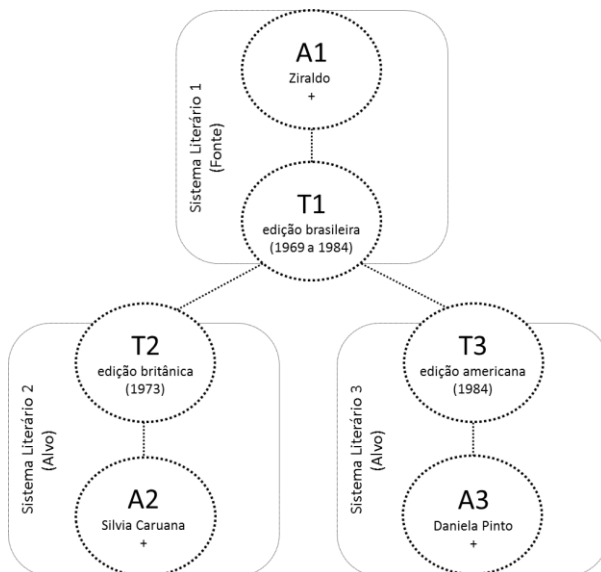 Sistema Literário 1
(Fonte)
A1
Ziraldo
+
T1
edição brasileira
(1969 a 1984)
Sistema Literário 2
(Alvo)
T2
edição britânica
(1973)
A2
Silvia Caruana
+
Sistema Literário 3
(Alvo)
T3
edição americana
(1984)
A3
Daniela Pinto
+